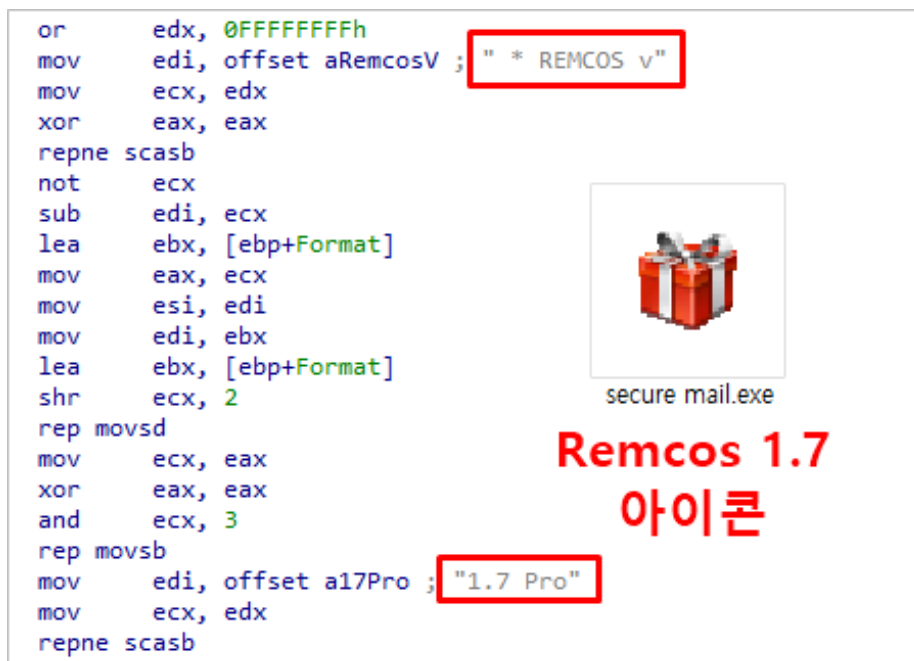 or edx, 0FFFFFFFFh
mov edi, offset aRemcosV ; " * REMCOS v"
mov ecx, edx
xor eax, eax
repne scasb
not ecx
sub edi, ecx
lea ebx, [ebp+Format]
mov eax, ecx
mov esi, edi
mov edi, ebx
lea ebx, [ebp+Format]
shr ecx, 2
rep movsd
mov ecx, eax
xor eax, eax
and ecx, 3
rep movsb
mov edi, offset a17Pro ; "1.7 Pro"
mov ecx, edx
repne scasb
secure mail.exe
Remcos 1.7
아이콘